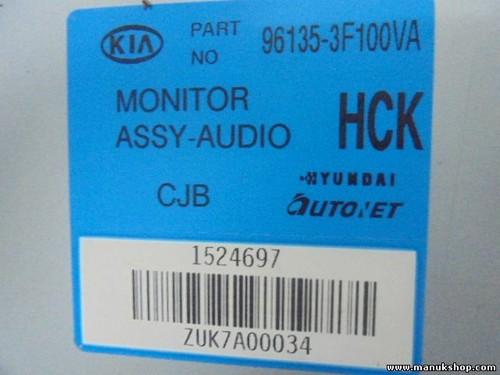 KIA PART NO 96135-3F100VA
MONITOR ASSY-AUDIO HCK
CJB HYUNDAI AUTONET
1524697
ZUK7A00034
www.manukshop.com